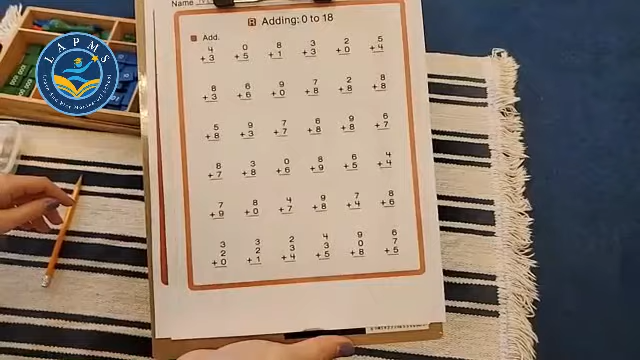 Name
R Adding: 0 to 18
Add.
4 0 8 3 2 5
+3 +5 +1 +3 +0 +4
8 6 9 7 2 8
+3 +6 +0 +8 +8 +8
5 9 7 6 9 6
+8 +3 +7 +8 +8 +7
8 3 0 8 6 4
+7 +8 +6 +9 +5 +4
7 8 4 9 7 8
+9 +0 +7 +8 +4 +6
3 3 2 4 9 6
2 2 3 3 0 7
+0 +1 +4 +5 +8 +5
LAPMS